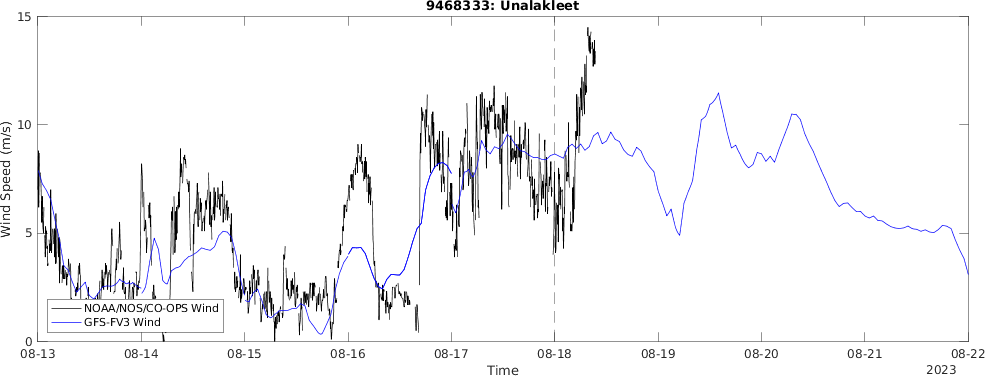 9468333: Unalakleet
Wind Speed (m/s)
15
10
5
0
NOAA/NOS/CO-OPS Wind
GFS-FV3 Wind
08-13 08-14 08-15 08-16 08-17 08-18 08-19 08-20 08-21 08-22
Time
2023